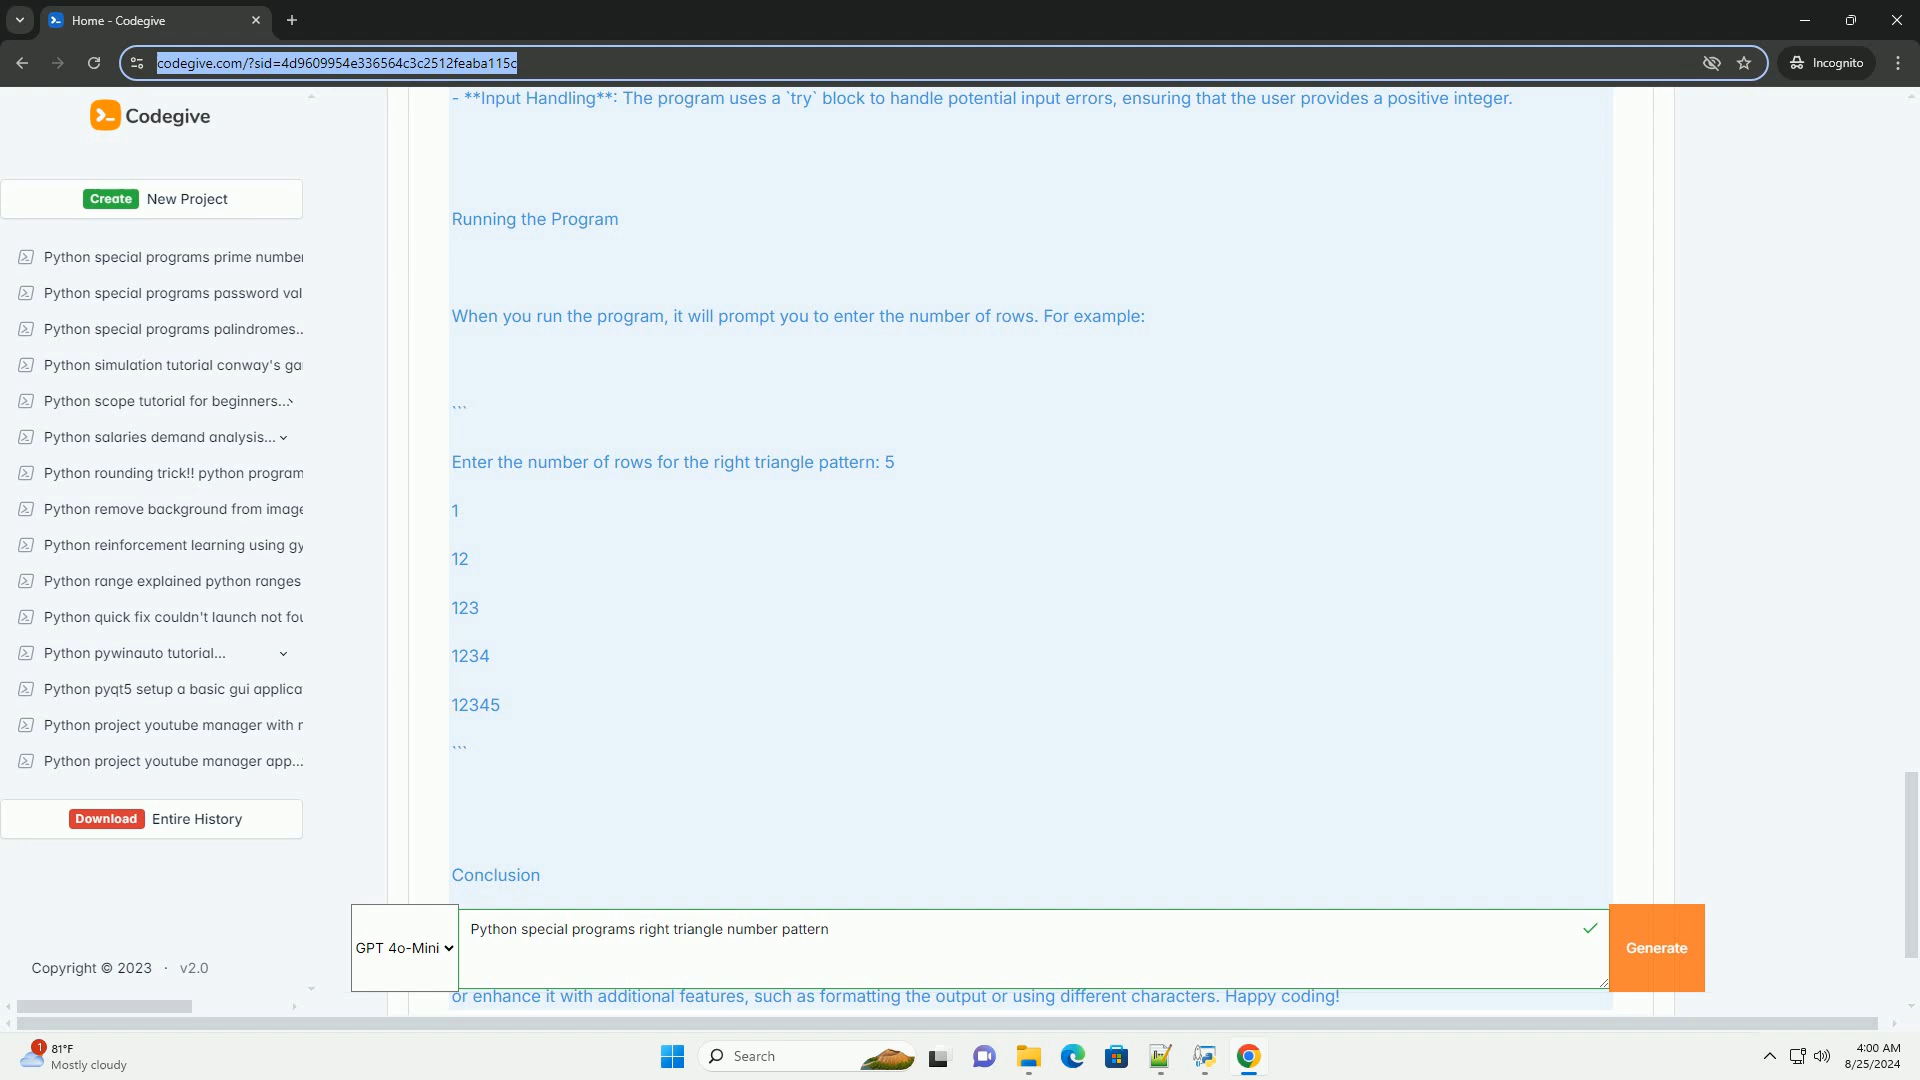 Home - Codegive
codegive.com/?sid=4d9609954e336564c3c2512feaba115c
Incognito
Codegive
Create New Project
Python special programs prime number
Python special programs password val
Python special programs palindromes...
Python simulation tutorial conway's ga
Python scope tutorial for beginners...
Python salaries demand analysis...
Python rounding trick!! python program
Python remove background from image
Python reinforcement learning using gy
Python range explained python ranges
Python quick fix couldn't launch not fou
Python pywinauto tutorial...
Python pyqt5 setup a basic gui applica
Python project youtube manager with r
Python project youtube manager app...
Download Entire History
Copyright © 2023 · v2.0
- **Input Handling**: The program uses a `try` block to handle potential input errors, ensuring that the user provides a positive integer.
Running the Program
When you run the program, it will prompt you to enter the number of rows. For example:
```
Enter the number of rows for the right triangle pattern: 5
1
12
123
1234
12345
```
Conclusion
GPT 4o-Mini
Python special programs right triangle number pattern
Generate
or enhance it with additional features, such as formatting the output or using different characters. Happy coding!
1
81°F
Mostly cloudy
Search
4:00 AM
8/25/2024